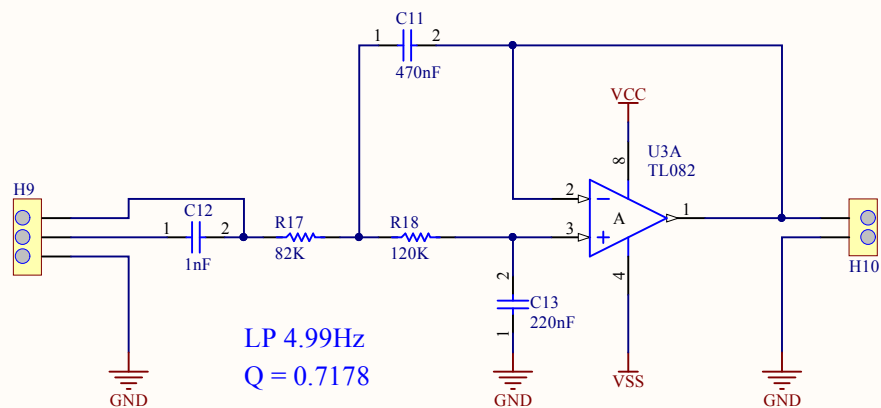 C11
1 2
470nF
VCC
8
U3A
TL082
H9
C12
1 2
1nF
R17
82K
R18
120K
2
3
A
1
4
H10
2
C13
220nF
1
LP 4.99Hz
Q = 0.7178
GND
GND
VSS
GND